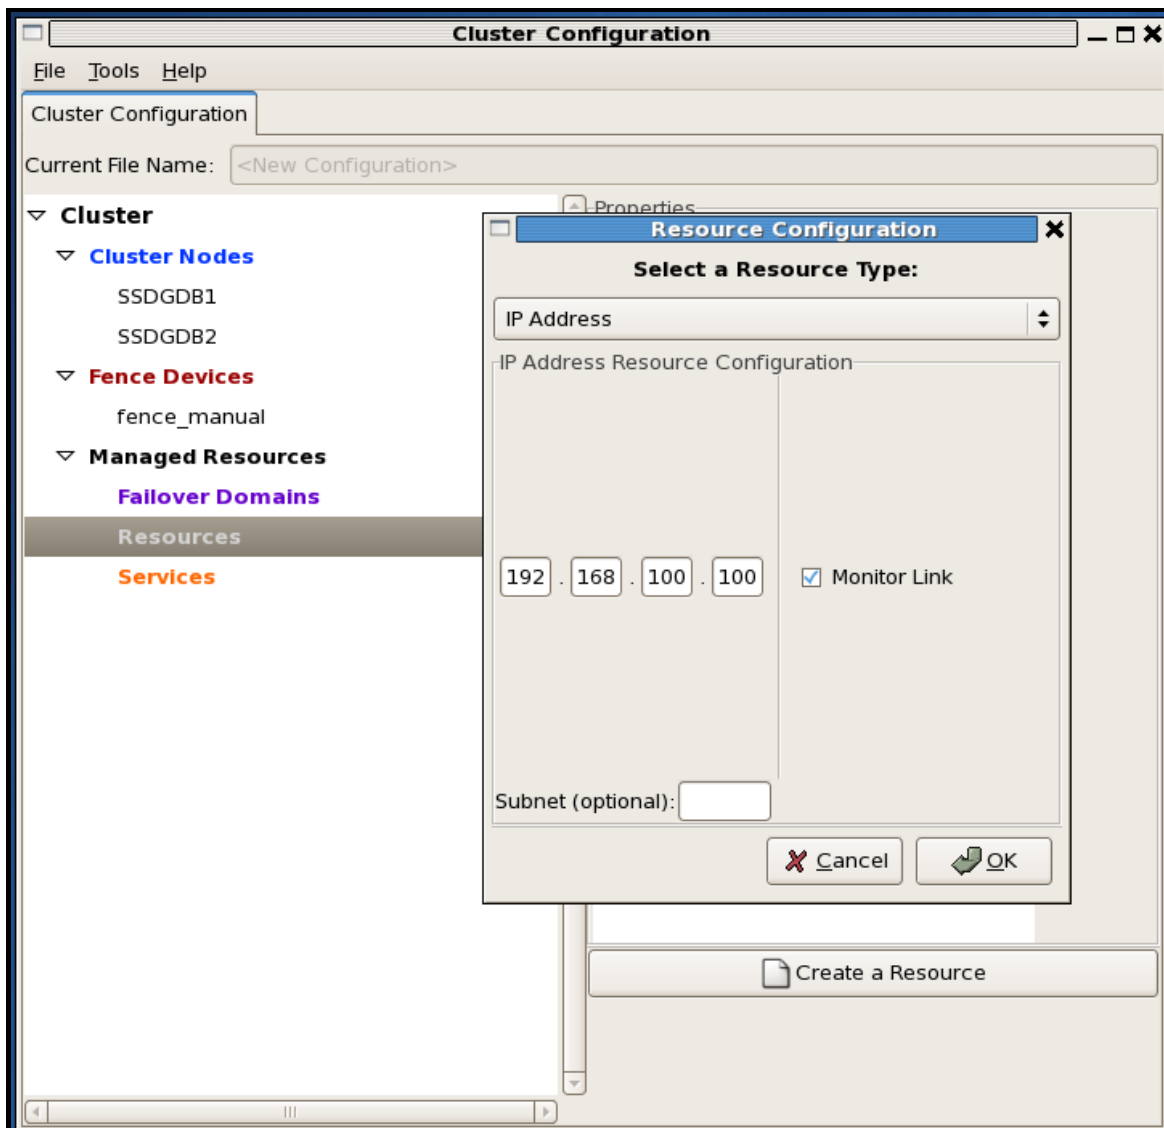 Cluster Configuration
File Tools Help
Cluster Configuration
Current File Name: <New Configuration>
Cluster
Cluster Nodes
SSDGDB1
SSDGDB2
Fence Devices
fence_manual
Managed Resources
Failover Domains
Resources
Services
Properties
Resource Configuration
Select a Resource Type:
IP Address
IP Address Resource Configuration
192 . 168 . 100 . 100 Monitor Link
Subnet (optional):
Cancel OK
Create a Resource